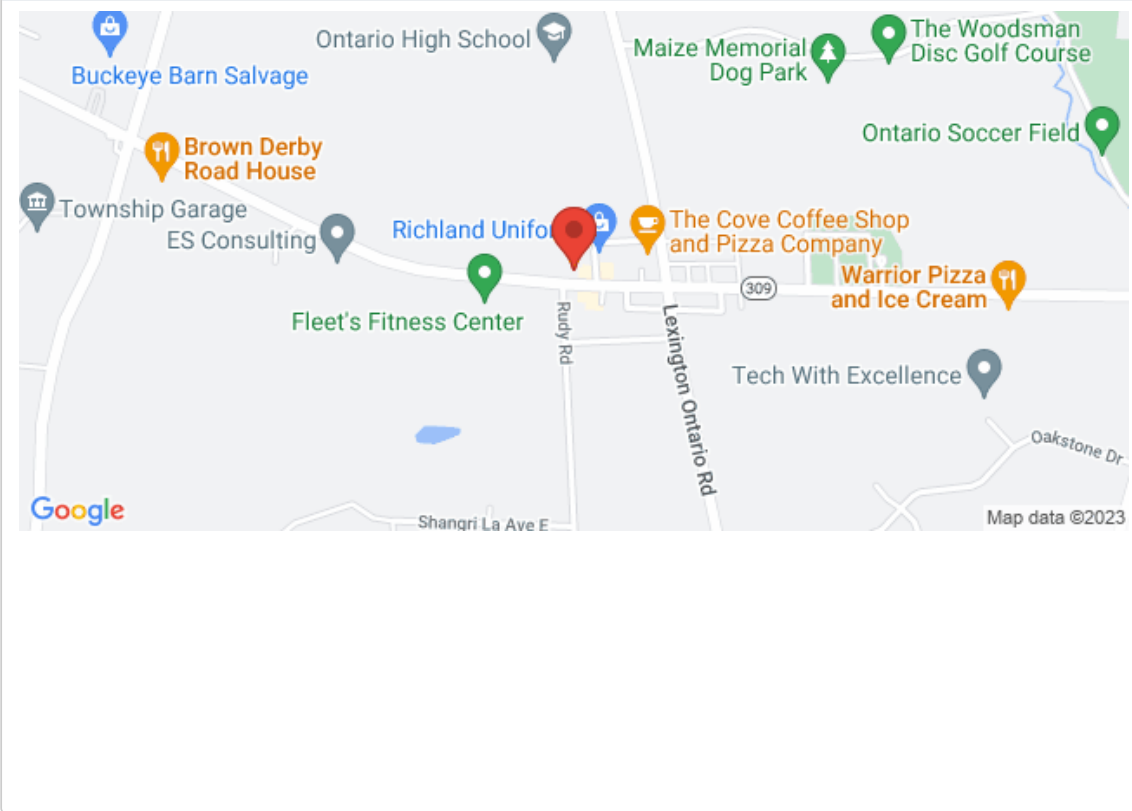 Ontario High School
Maize Memorial
Dog Park
The Woodsman
Disc Golf Course
Buckeye Barn Salvage
Ontario Soccer Field
Brown Derby
Road House
Township Garage
ES Consulting
Richland Unifo
The Cove Coffee Shop
and Pizza Company
Warrior Pizza
and Ice Cream
309
Fleet's Fitness Center
Rudy Rd
Lexington Ontario Rd
Tech With Excellence
Oakstone Dr
Google
Shangri La Ave E
Map data ©2023